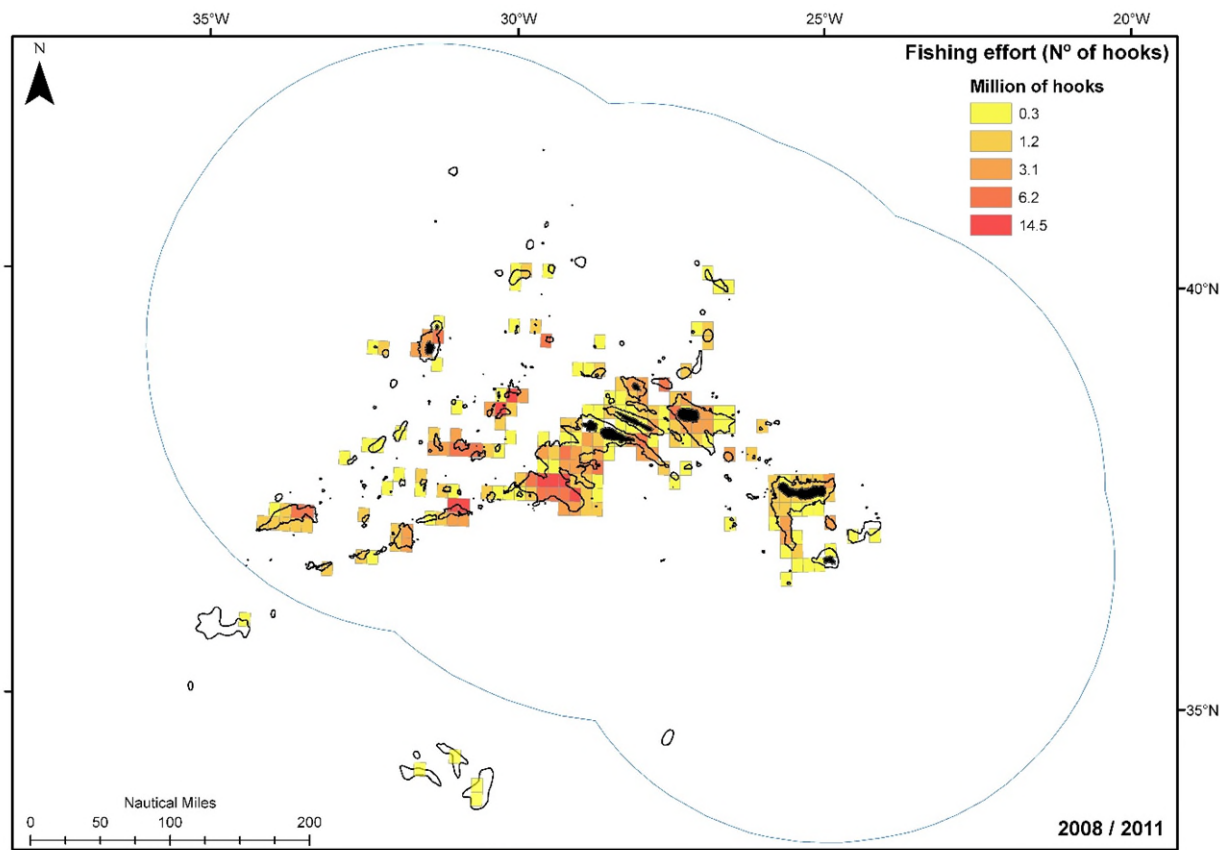 35°W 30°W 25°W 20°W
N
Fishing effort (Nº of hooks)
Million of hooks
0.3
1.2
3.1
6.2
14.5
40°N
35°N
Nautical Miles
0 50 100 200
2008 / 2011